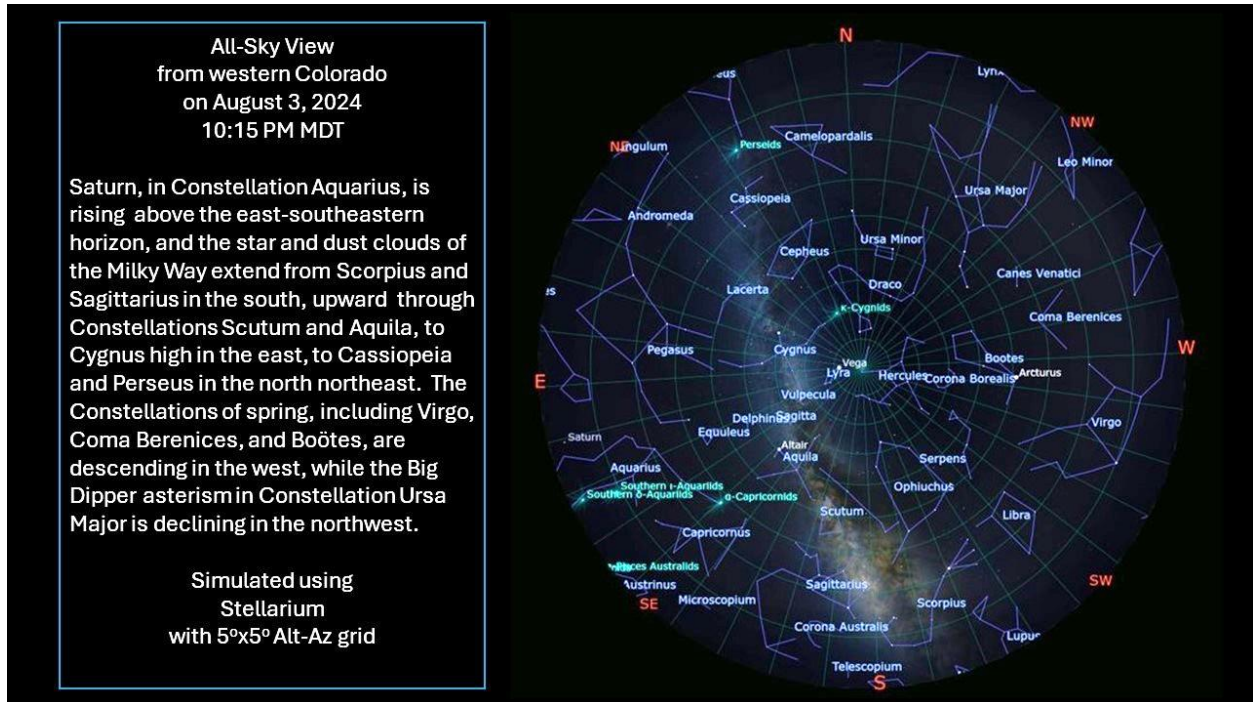 All-Sky View
from western Colorado
on August 3, 2024
10:15 PM MDT
Saturn, in Constellation Aquarius, is
rising above the east-southeastern
horizon, and the star and dust clouds of
the Milky Way extend from Scorpius and
Sagittarius in the south, upward through
Constellations Scutum and Aquila, to
Cygnus high in the east, to Cassiopeia
and Perseus in the north northeast. The
Constellations of spring, including Virgo,
Coma Berenices, and Boötes, are
descending in the west, while the Big
Dipper asterism in Constellation Ursa
Major is declining in the northwest.
Simulated using
Stellarium
with 5ºx5º Alt-Az grid
N
eus
Lynx
NW
Camelopardalis
Perseids
NE
ingulum
Leo Minor
Cassiopeia
Ursa Major
Andromeda
Ursa Minor
Cepheus
Canes Venatici
Draco
Lacerta
es
κ-Cygnids
Coma Berenices
W
Pegasus
Cygnus
Bootes
Vega
Lyra
Hercules
Corona Borealis
Arcturus
E
Vulpecula
Delphinus
Sagitta
Virgo
Equuleus
Saturn
Altair
Aquila
Serpens
Aquarius
Southern ι-Aquariids
Southern δ-Aquariids
α-Capricornids
Ophiuchus
Scutum
Libra
Capricornus
Pisces Australids
Austrinus
Sagittarius
SW
SE
Microscopium
Scorpius
Corona Australis
Lupus
Telescopium
S